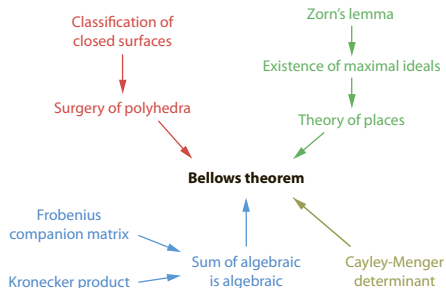 Classification of
closed surfaces
Zorn's lemma
Existence of maximal ideals
Surgery of polyhedra
Theory of places
Bellows theorem
Frobenius
companion matrix
Kronecker product
Sum of algebraic
is algebraic
Cayley-Menger
determinant